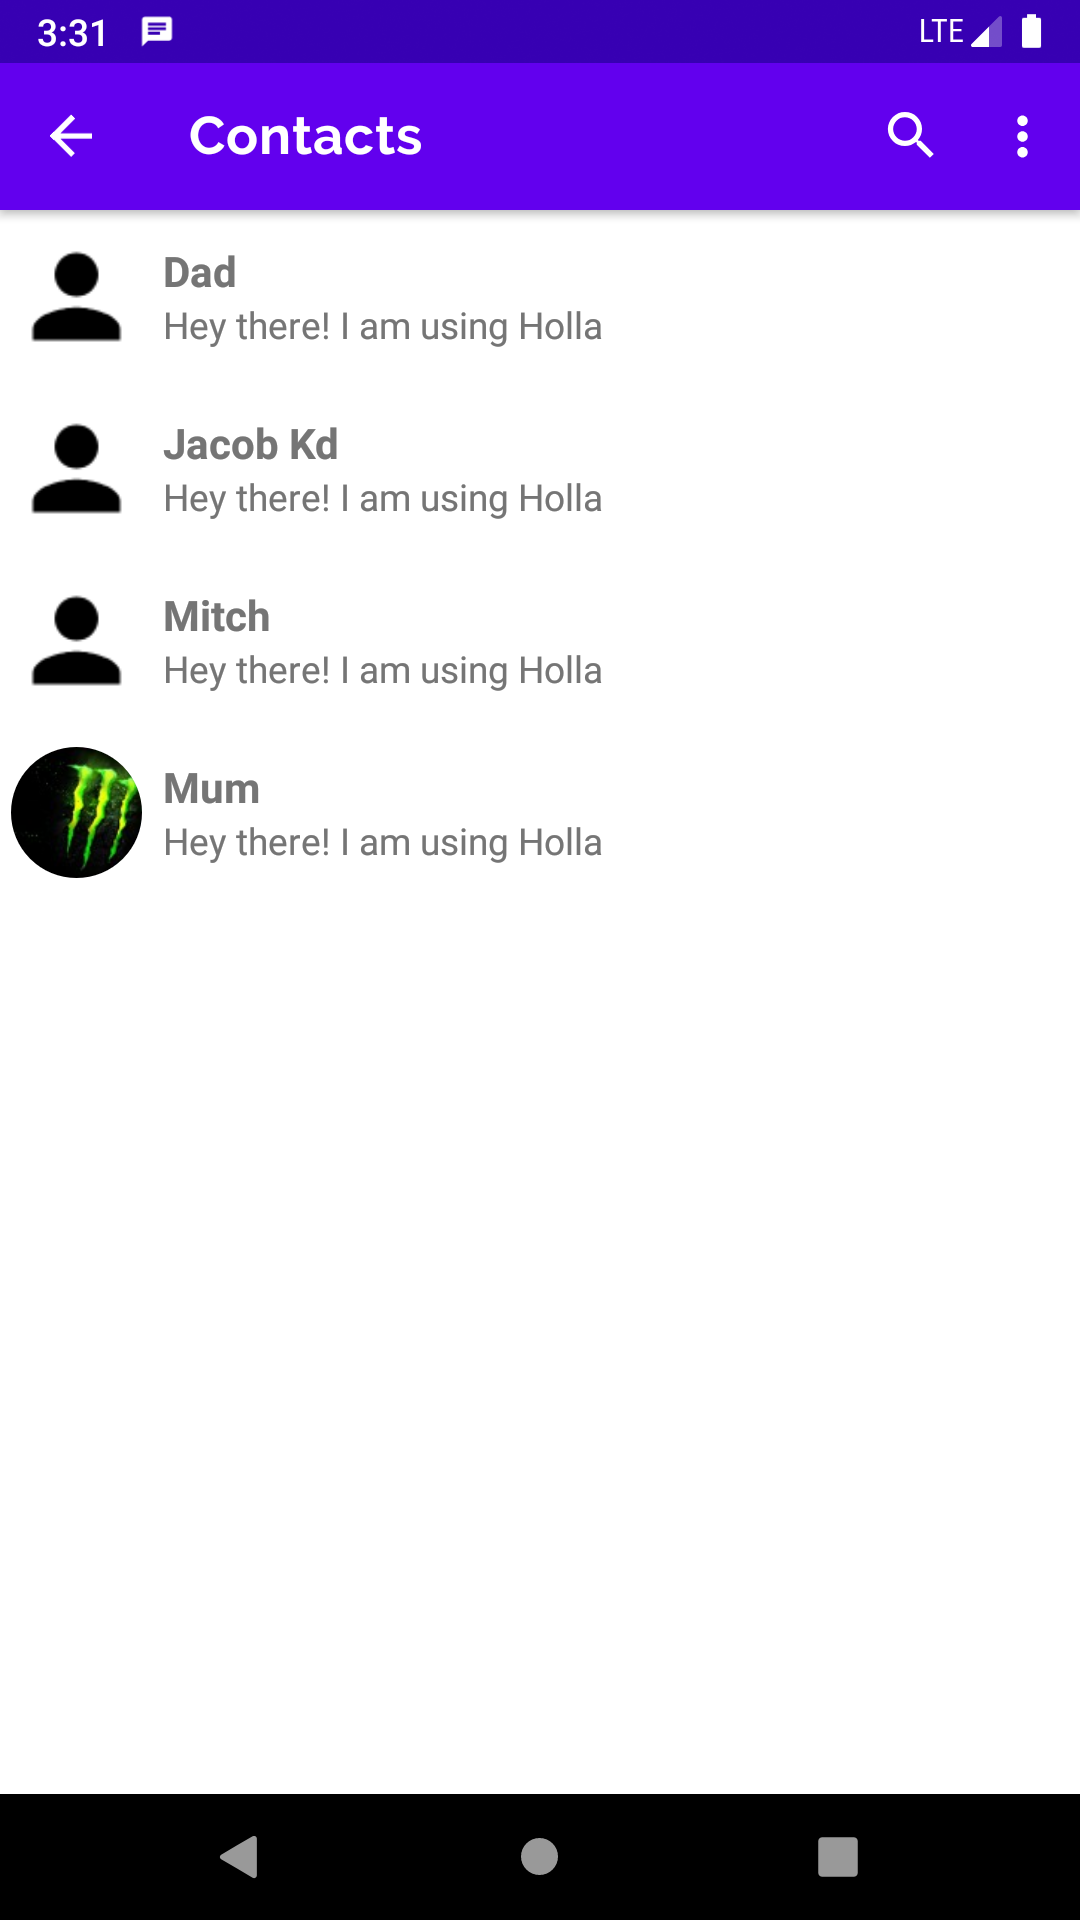 3:31 LTE
Contacts
Dad
Hey there! I am using Holla
Jacob Kd
Hey there! I am using Holla
Mitch
Hey there! I am using Holla
Mum
Hey there! I am using Holla